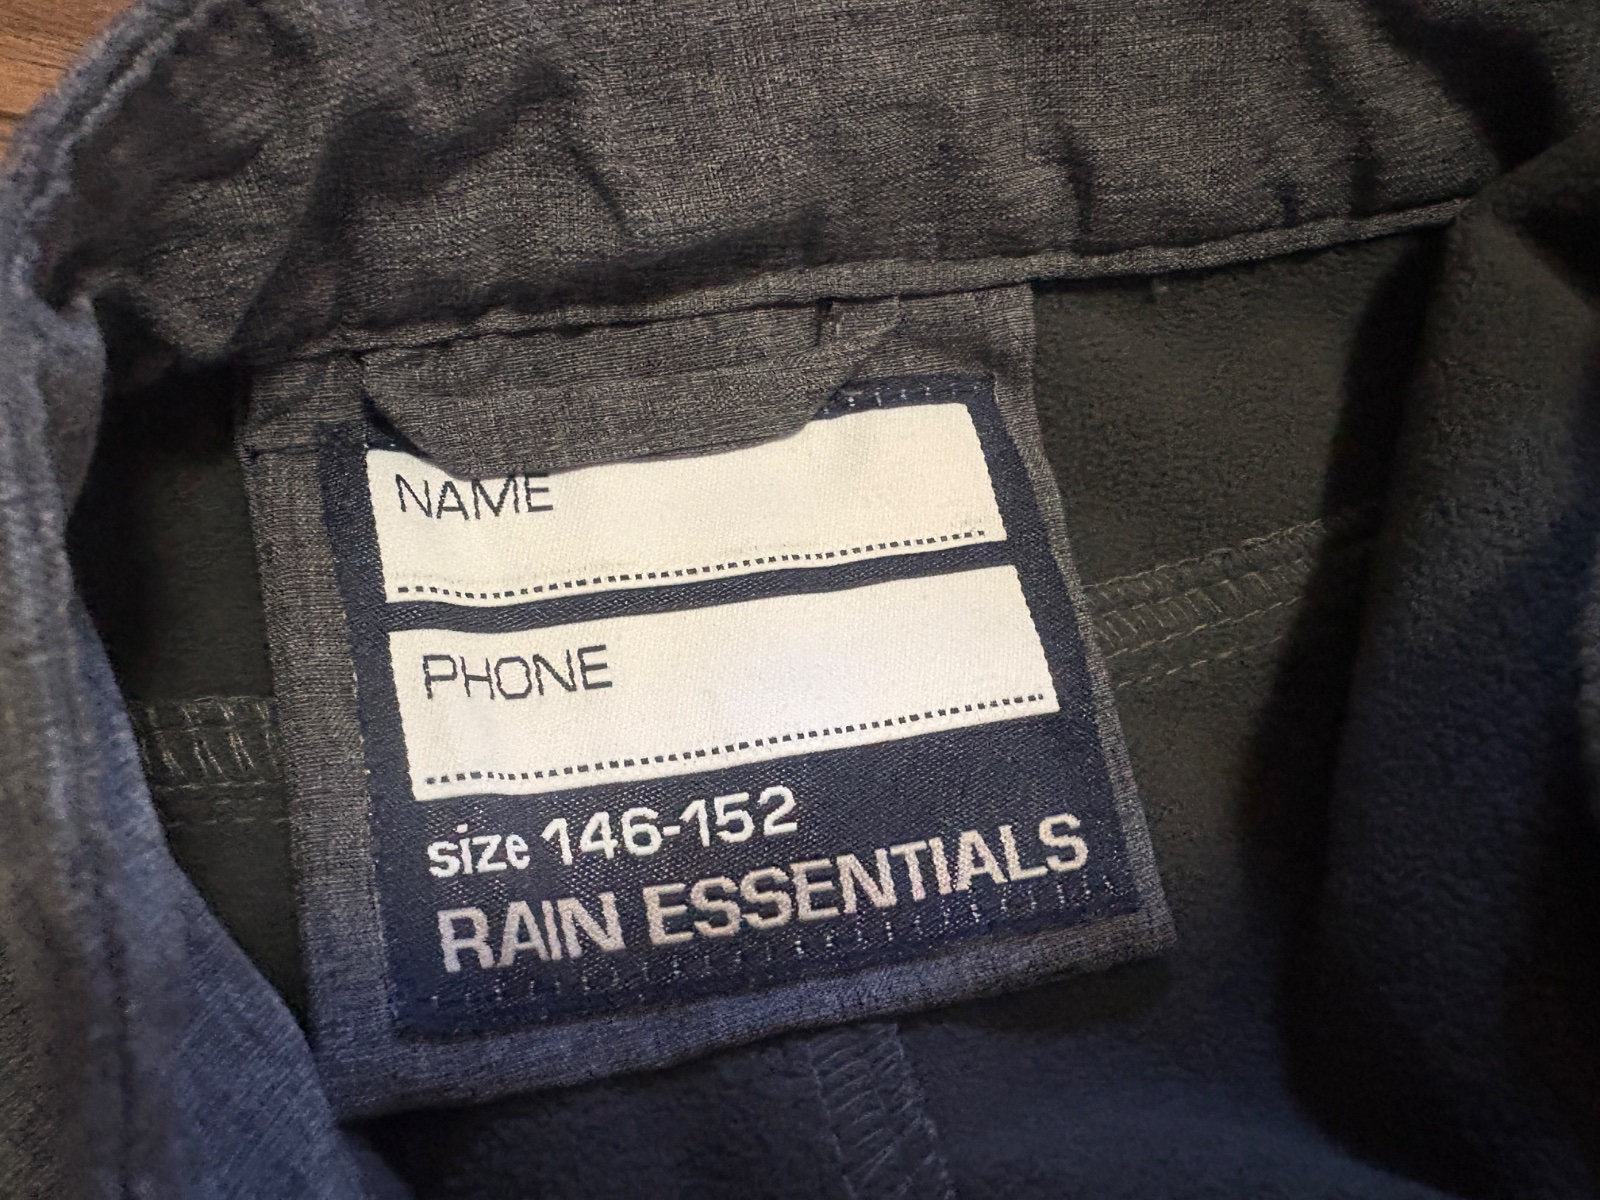 NAME
PHONE
size 146-152
RAIN ESSENTIALS